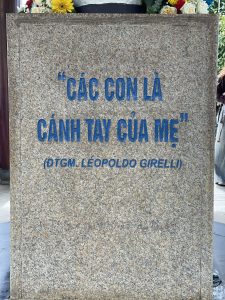 “CÁC CON LÀ
CÁNH TAY CỦA MẸ”
(ĐTGM. LÉOPOLDO GIRELLI)